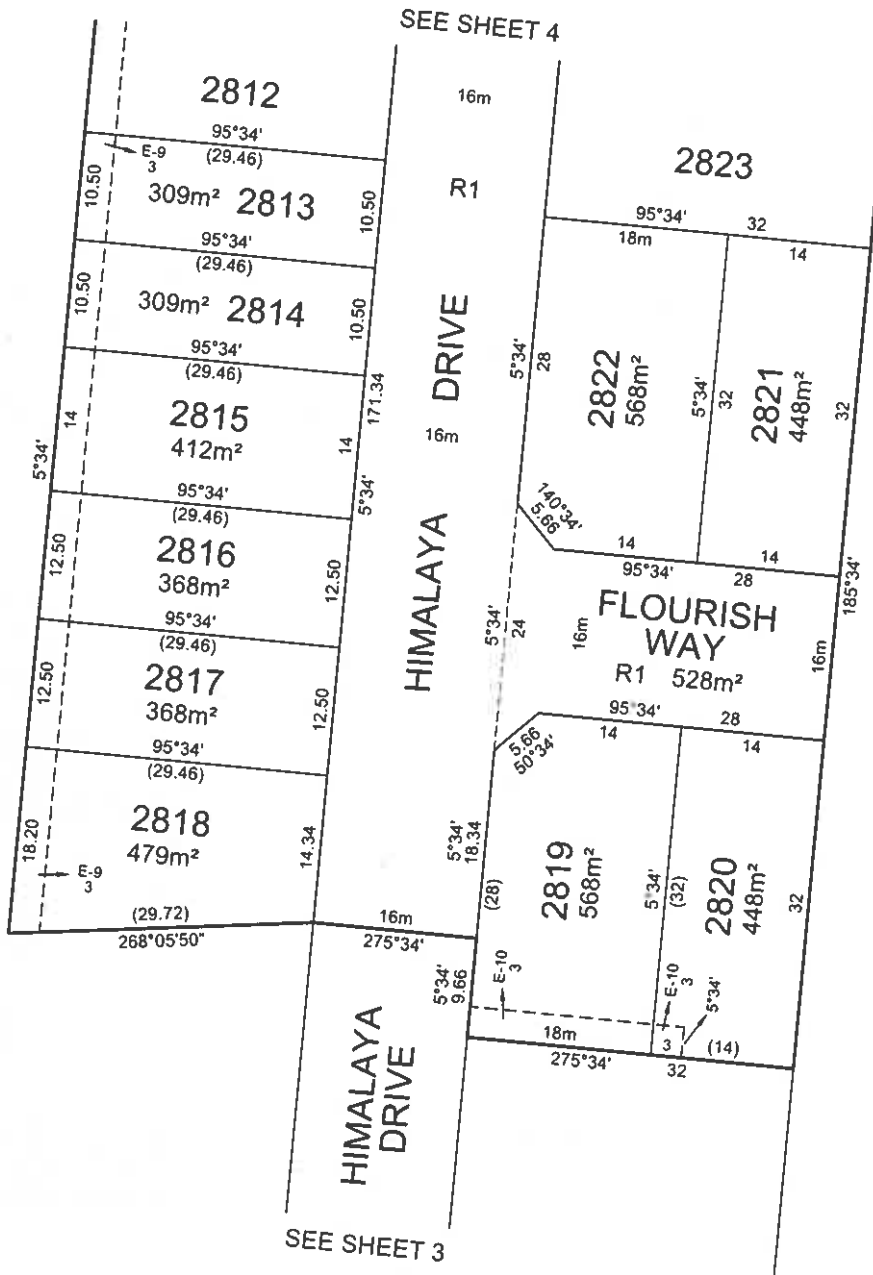 SEE SHEET 4
2812
16m
95°34'
(29.46)
E-9
3
10.50
309m² 2813
10.50
R1
2823
95°34'
32
18m
14
95°34'
(29.46)
10.50
309m² 2814
10.50
DRIVE
5°34'
28
2822
568m²
5°34'
32
2821
448m²
32
95°34'
(29.46)
171.34
14
2815
412m²
14
16m
5°34'
5°34'
95°34'
(29.46)
140°34'
5.66
12.50
2816
368m²
12.50
HIMALAYA
14
95°34'
14
28
185°34'
95°34'
(29.46)
5°34'
24
16m
FLOURISH
WAY
R1 528m²
16m
12.50
2817
368m²
12.50
95°34'
28
14
14
5.66
50°34'
95°34'
(29.46)
18.20
2818
479m²
14.34
E-9
3
5°34'
18.34
(28)
2819
568m²
5°34'
(32)
2820
448m²
32
(29.72)
268°05'50"
16m
275°34'
5°34'
9.66
E-10
3
E-10
3
5°34'
18m
3
(14)
275°34'
32
HIMALAYA
DRIVE
SEE SHEET 3